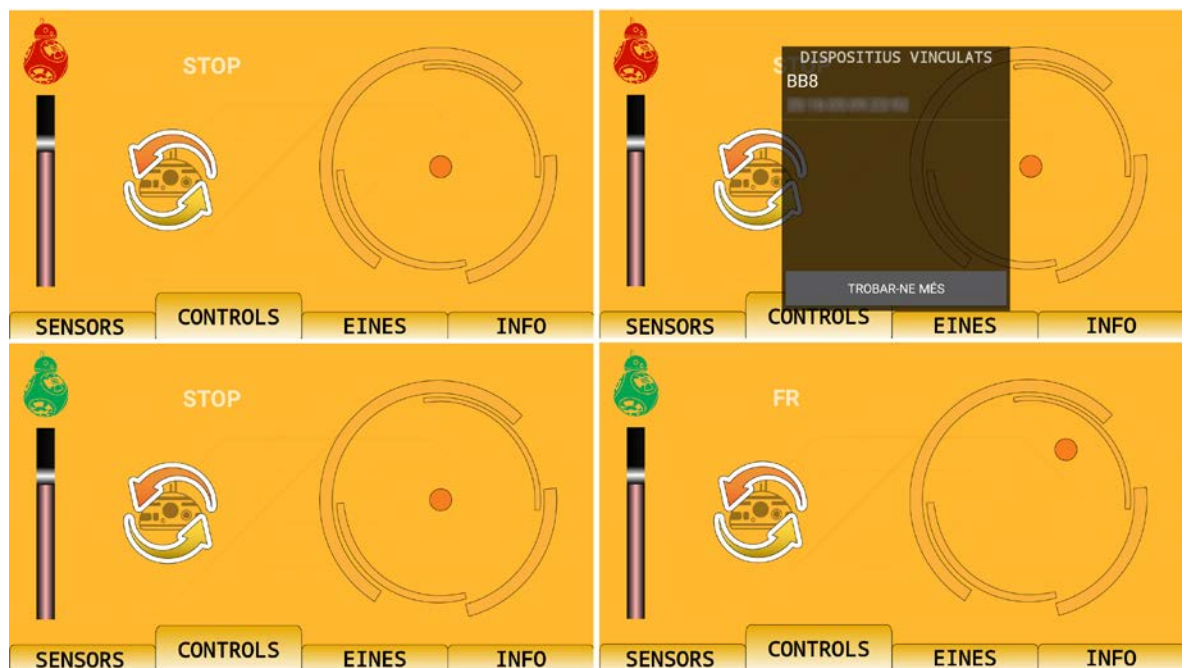 STOP
SENSORS
CONTROLS
EINES
INFO
DISPOSITIUS VINCULATS
BB8
TROBAR-NE MÉS
SENSORS
CONTROLS
EINES
INFO
STOP
SENSORS
CONTROLS
EINES
INFO
FR
SENSORS
CONTROLS
EINES
INFO